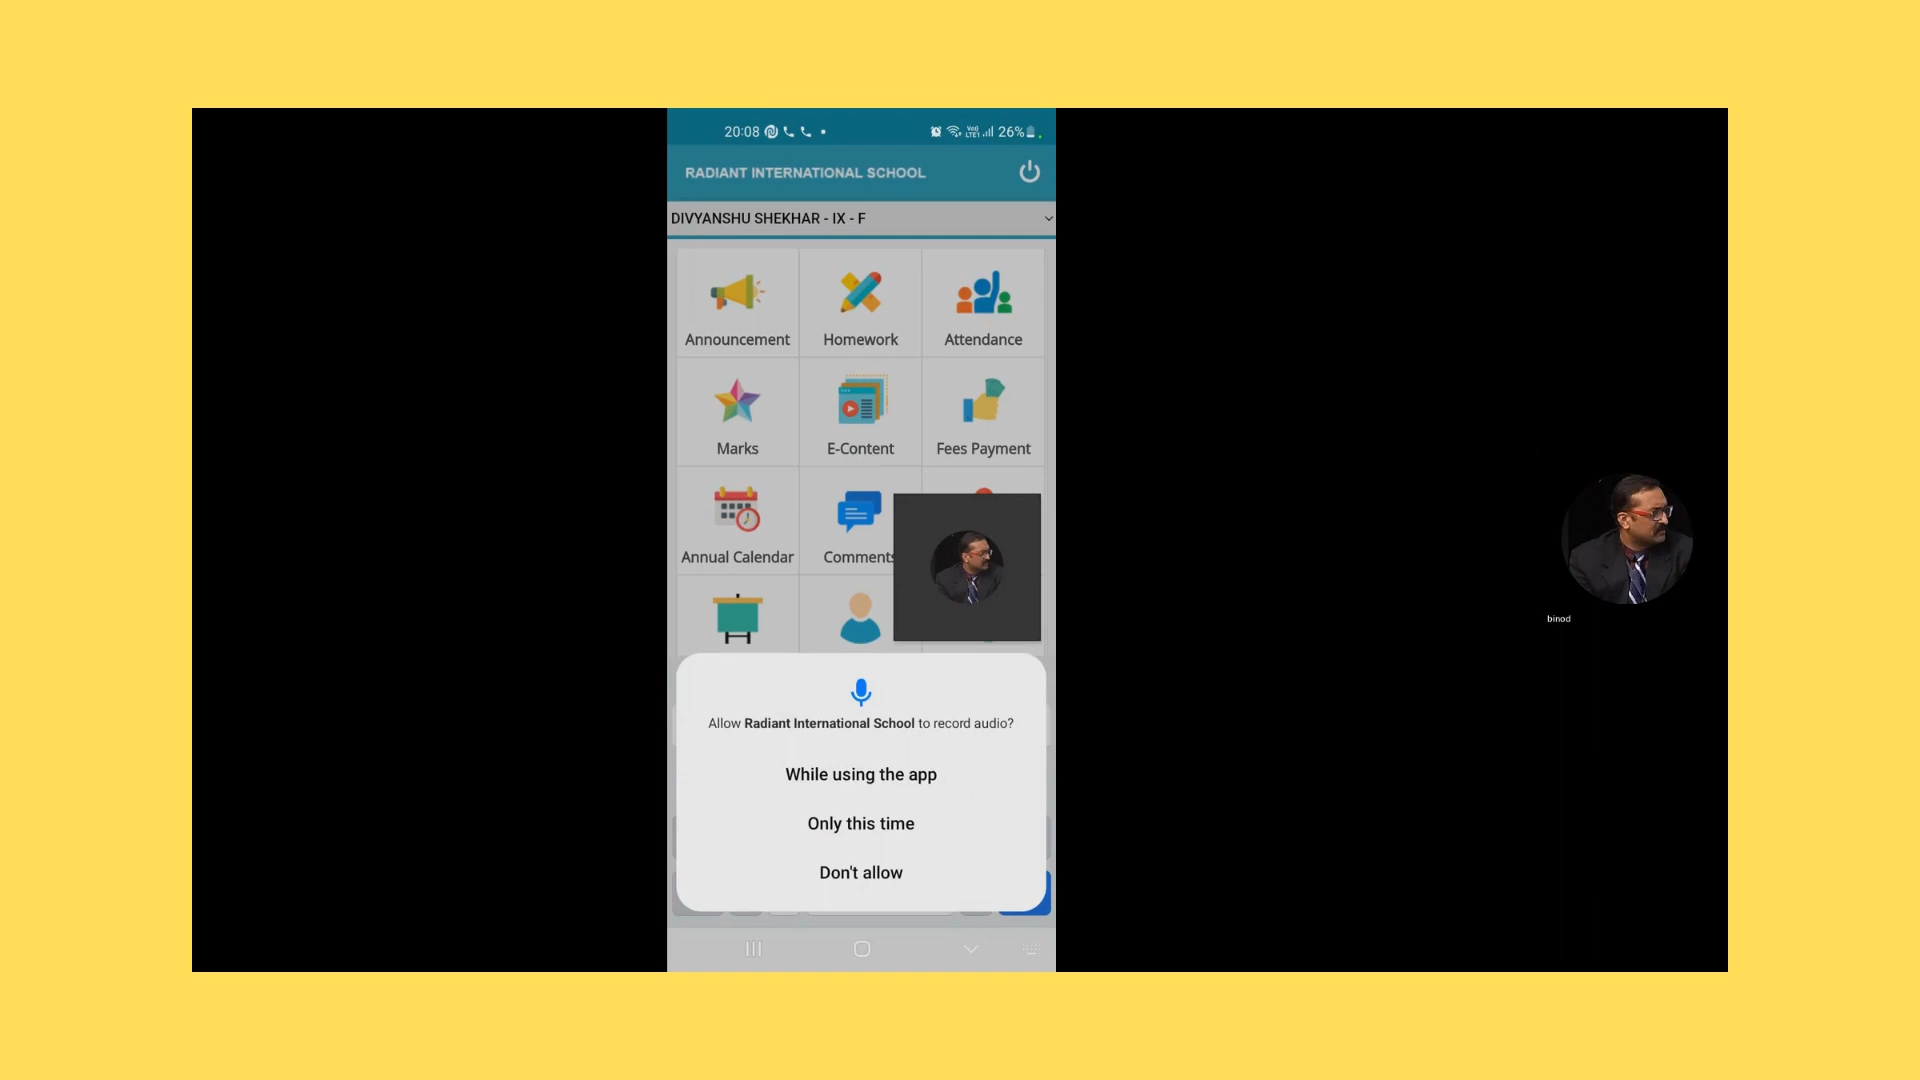 20:08 26%
RADIANT INTERNATIONAL SCHOOL
DIVYANSHU SHEKHAR - IX - F
Announcement Homework Attendance
Marks E-Content Fees Payment
Annual Calendar Comments
binod
Allow Radiant International School to record audio?
While using the app
Only this time
Don't allow